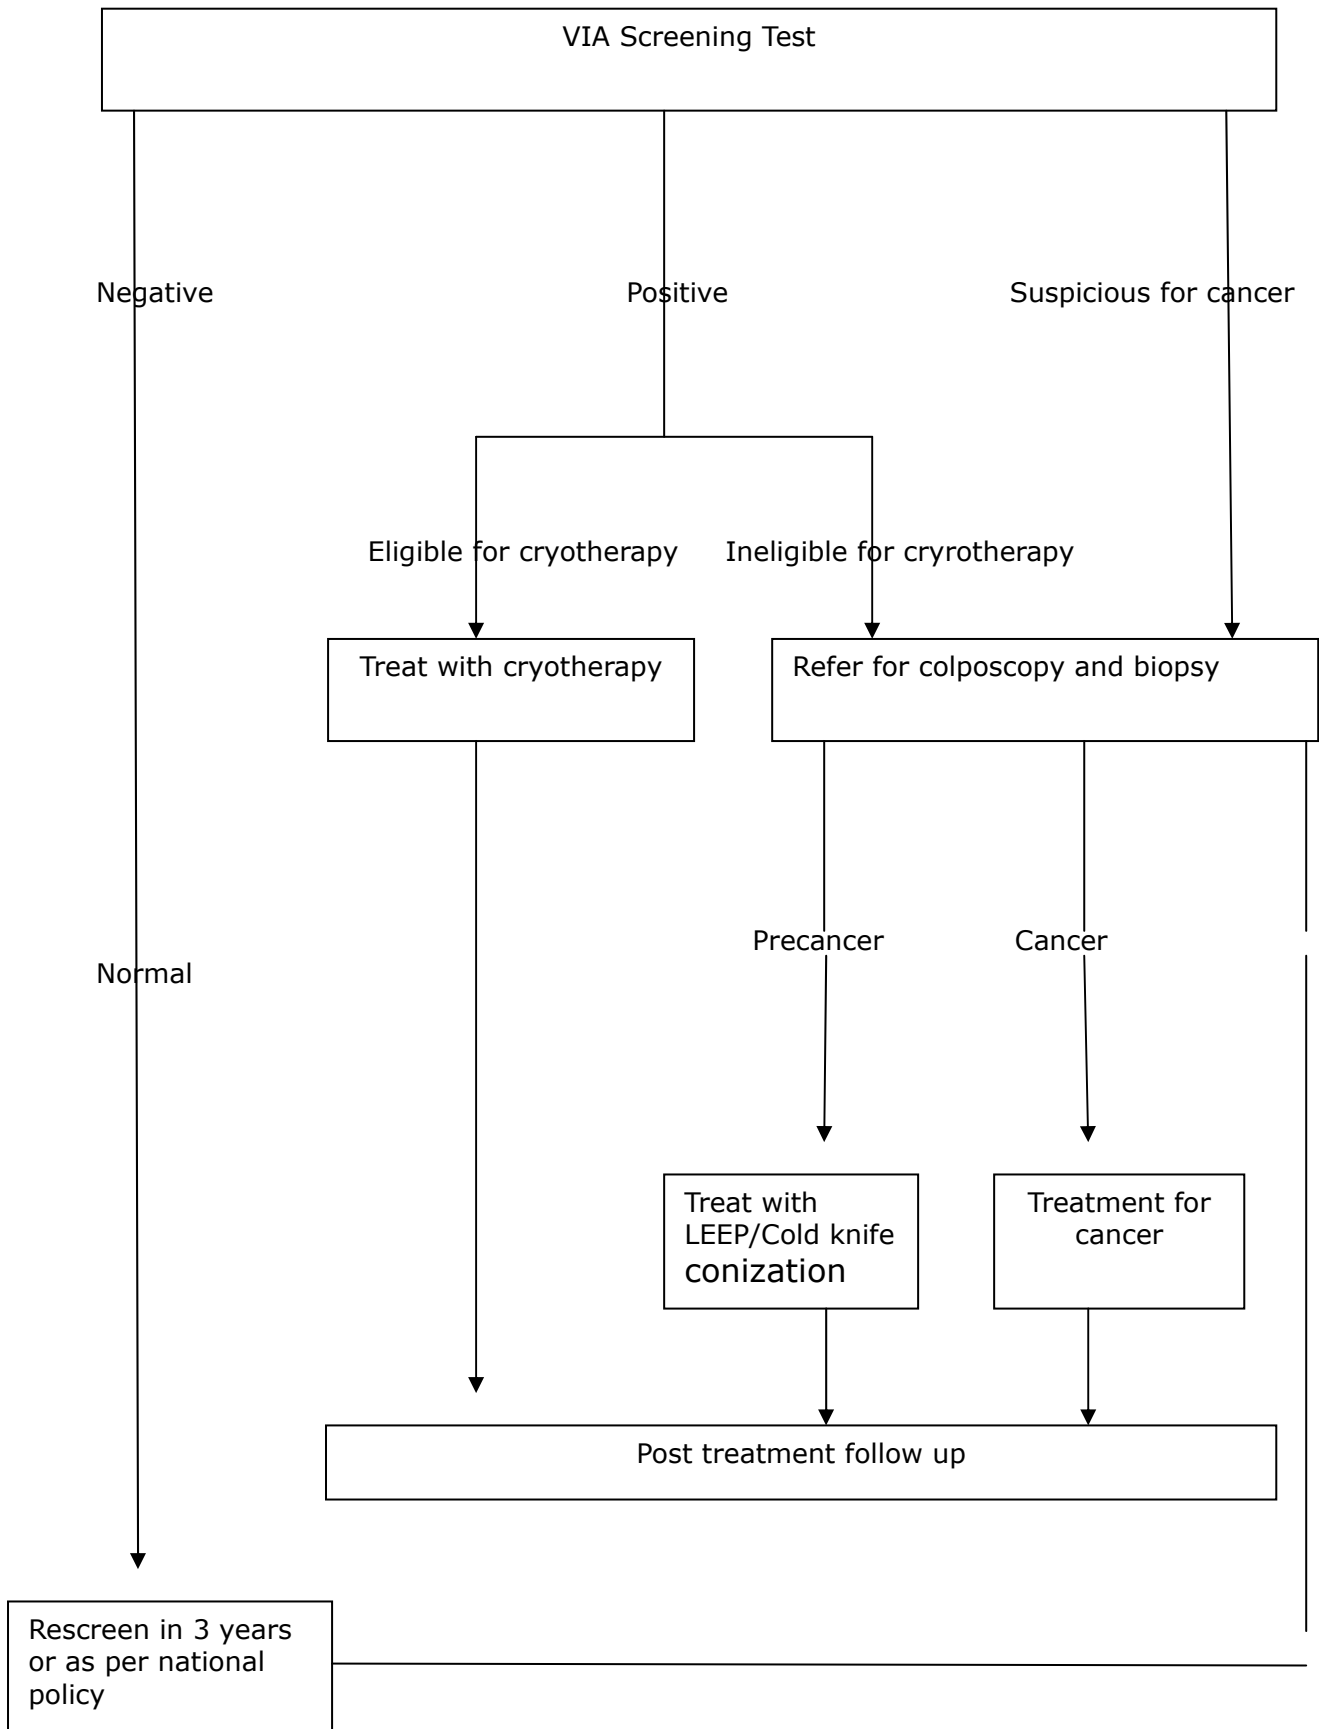 VIA Screening Test
Negative
Positive
Suspicious for cancer
Eligible for cryotherapy
Ineligible for cryrotherapy
Treat with cryotherapy
Refer for colposcopy and biopsy
Precancer
Cancer
Normal
Treat with
LEEP/Cold knife
conization
Treatment for
cancer
Post treatment follow up
Rescreen in 3 years
or as per national
policy